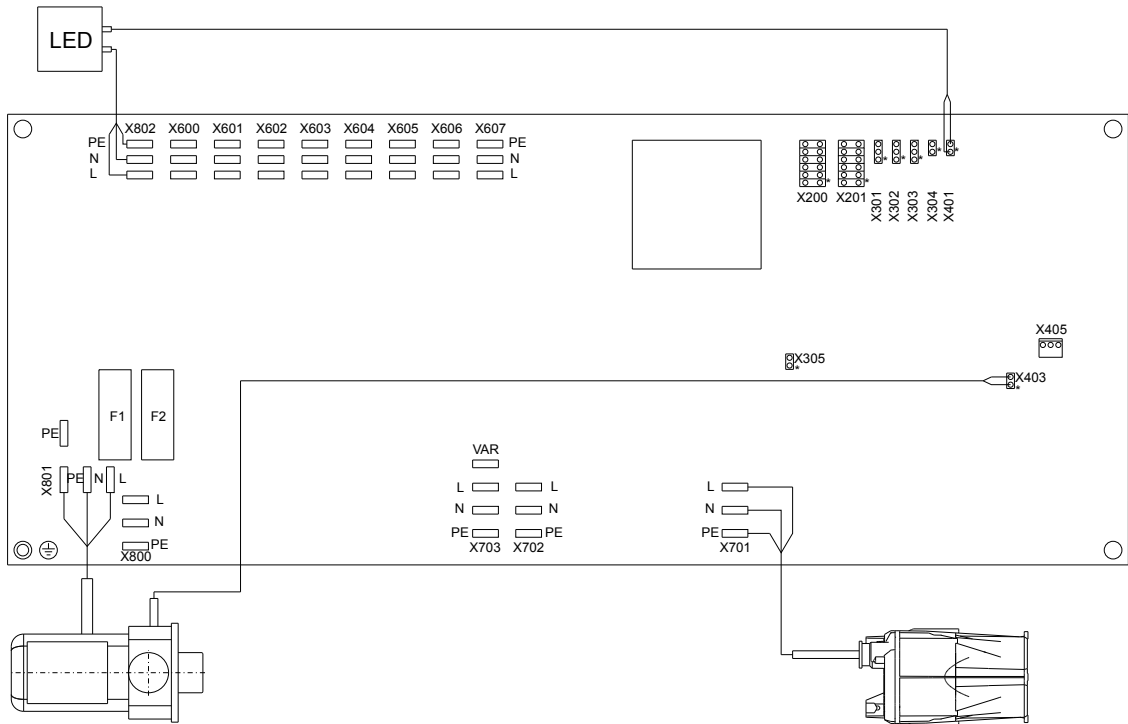 LED
X802 X600 X601 X602 X603 X604 X605 X606 X607
PE PE
N N
L L
* * * * * *
X200 X201 X301 X302 X303 X304 X401
X405
X305
*
X403
*
F1 F2
PE
X801 PE N L
L
N
PE
X800
VAR
L L L
N N N
PE PE PE
X703 X702 X701